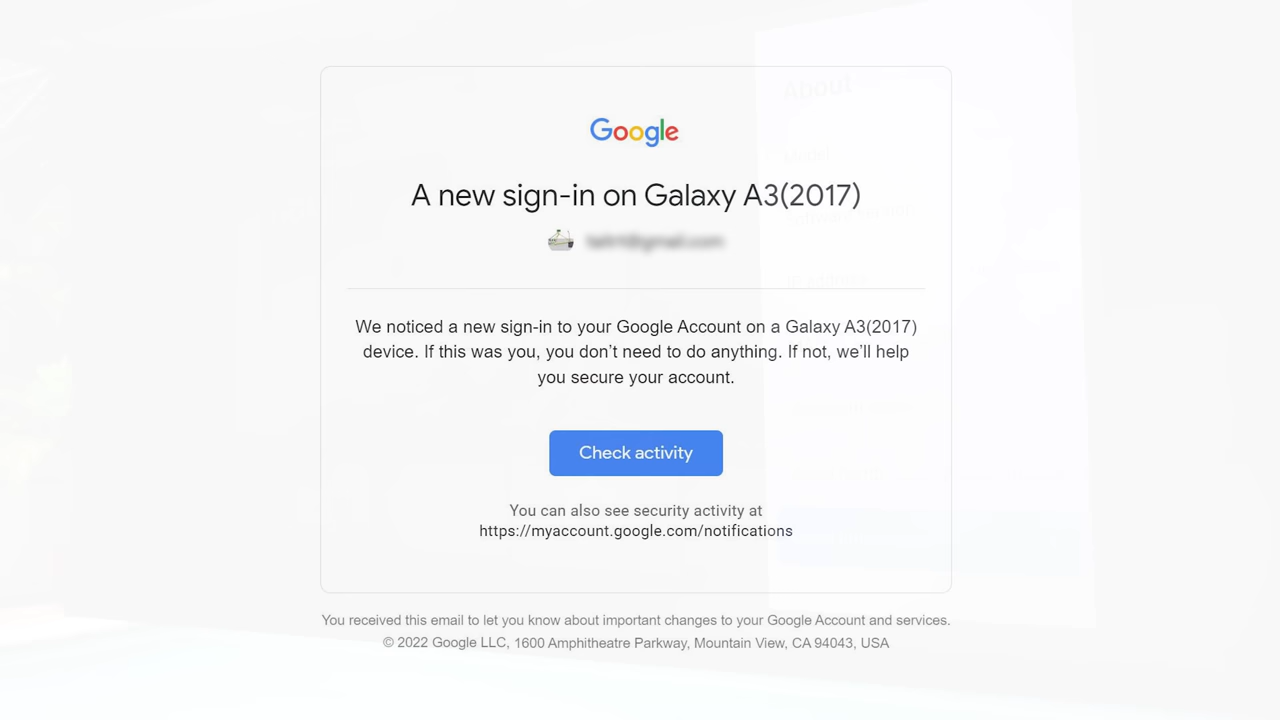 Google
A new sign-in on Galaxy A3(2017)
We noticed a new sign-in to your Google Account on a Galaxy A3(2017)
device. If this was you, you don’t need to do anything. If not, we’ll help
you secure your account.
Check activity
You can also see security activity at
https://myaccount.google.com/notifications
You received this email to let you know about important changes to your Google Account and services.
© 2022 Google LLC, 1600 Amphitheatre Parkway, Mountain View, CA 94043, USA
About
Model
IP address